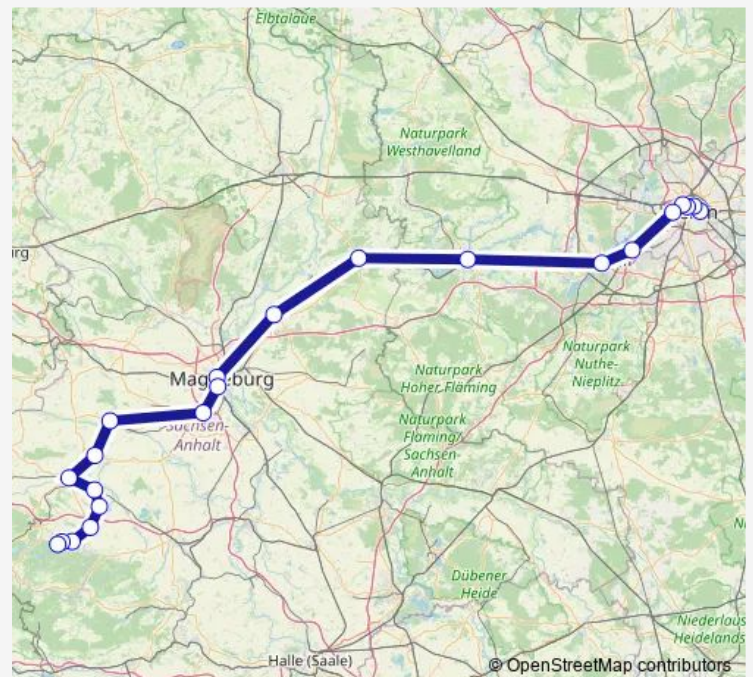 Elbtalaue
Naturpark
Westhavelland
Magdeburg
Sachsen-
Anhalt
Naturpark
Nuthe-
Nieplitz
Naturpark
Hoher Fläming
Naturpark
Fläming/
Sachsen-
Anhalt
Dübener
Heide
Niederlaus
Heidelands
Halle (Saale)
© OpenStreetMap contributors